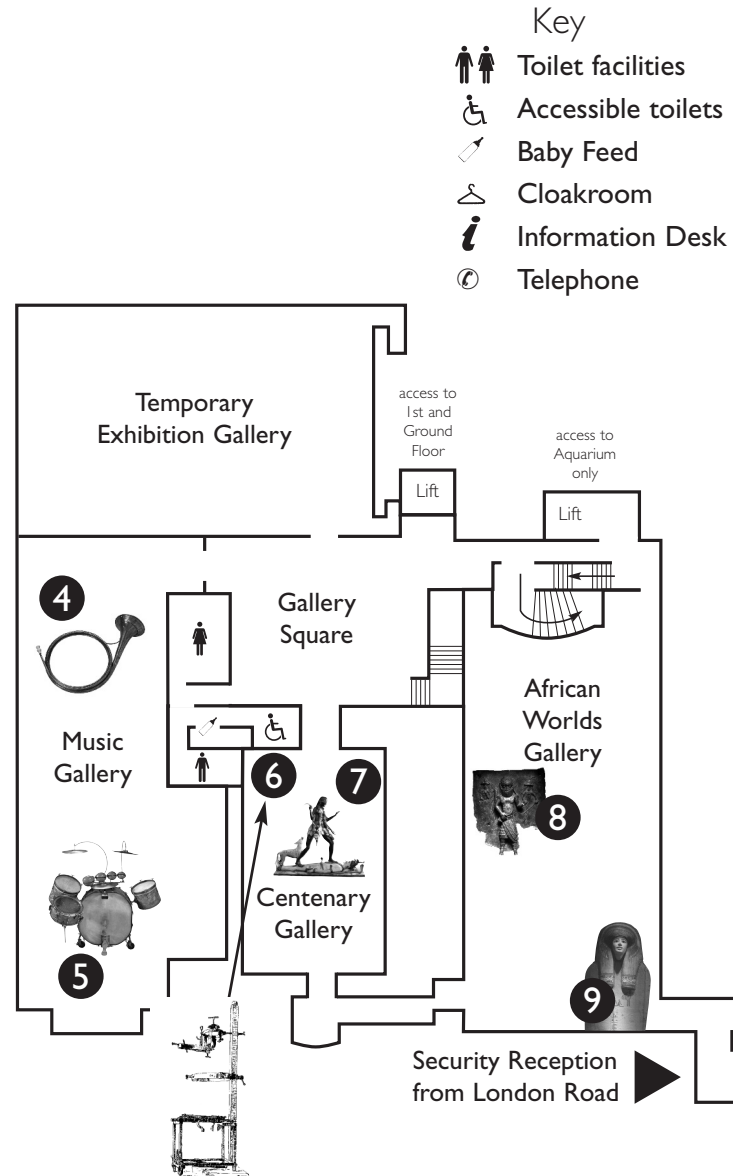 Key
Toilet facilities
Accessible toilets
Baby Feed
Cloakroom
Information Desk
Telephone
Temporary
Exhibition Gallery
access to
1st and
Ground
Floor
Lift
access to
Aquarium
only
Lift
4
Gallery
Square
African
Worlds
Gallery
Music
Gallery
6
7
8
Centenary
Gallery
5
9
Security Reception
from London Road